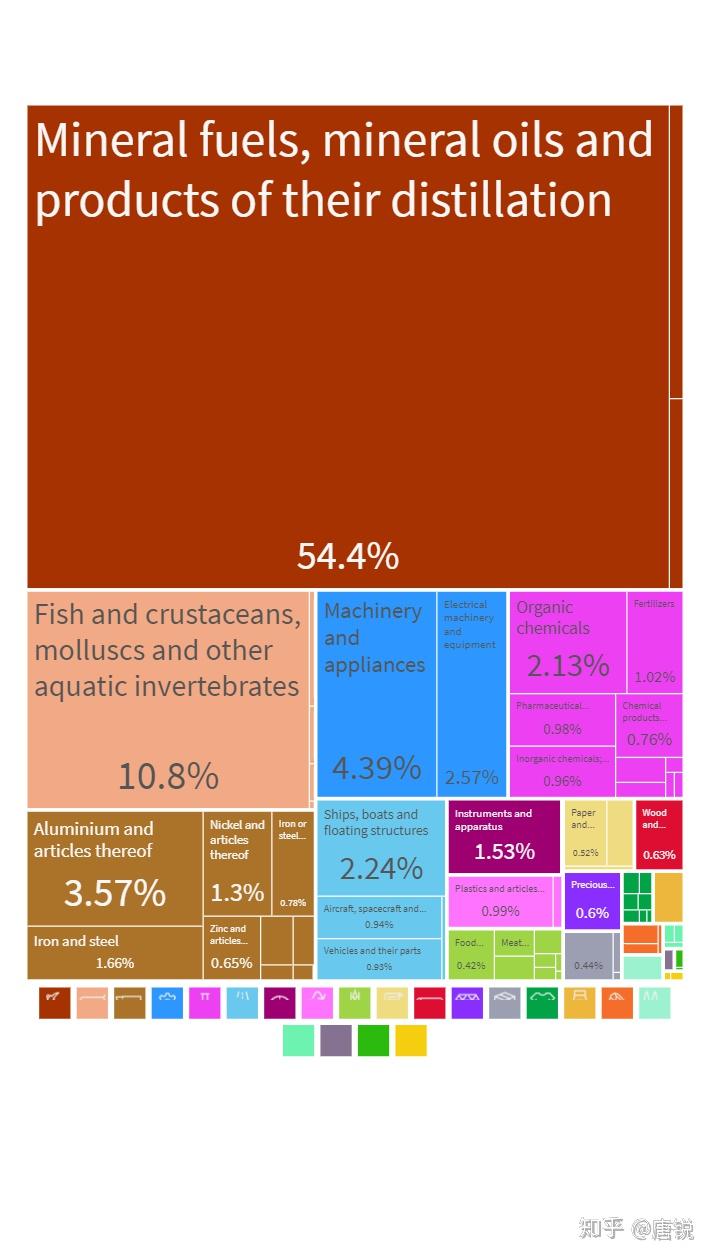 Mineral fuels, mineral oils and
products of their distillation
54.4%
Fish and crustaceans,
molluscs and other
aquatic invertebrates
10.8%
Machinery
and
appliances
4.39%
Electrical
machinery
and
equipment
2.57%
Organic
chemicals
2.13%
Fertilizers
1.02%
Pharmaceutical...
0.98%
Chemical
products...
0.76%
Inorganic chemicals;...
0.96%
Aluminium and
articles thereof
3.57%
Nickel and
articles
thereof
1.3%
Iron or
steel...
0.78%
Iron and steel
1.66%
Zinc and
articles...
0.65%
Ships, boats and
floating structures
2.24%
Aircraft, spacecraft and...
0.94%
Vehicles and their parts
0.93%
Instruments and
apparatus
1.53%
Plastics and articles...
0.99%
Food...
0.42%
Meat...
Paper
and...
0.52%
Wood
and...
0.63%
Precious...
0.6%
0.44%
知乎 @唐锐